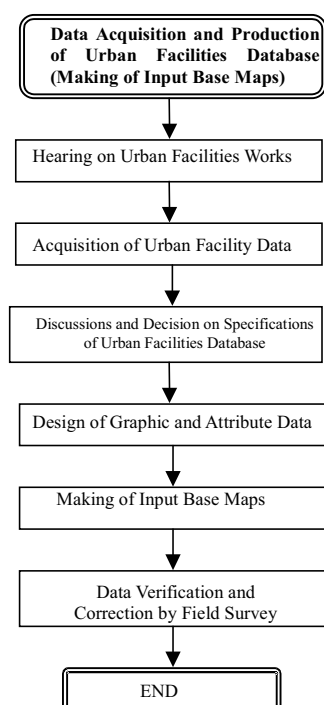 Data Acquisition and Production
of Urban Facilities Database
(Making of Input Base Maps)
Hearing on Urban Facilities Works
Acquisition of Urban Facility Data
Discussions and Decision on Specifications
of Urban Facilities Database
Design of Graphic and Attribute Data
Making of Input Base Maps
Data Verification and
Correction by Field Survey
END